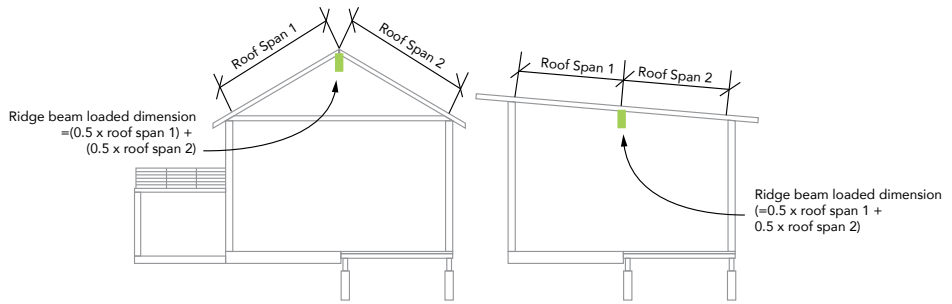 Roof Span 1
Roof Span 2
Ridge beam loaded dimension
=(0.5 x roof span 1) +
(0.5 x roof span 2)
Roof Span 1
Roof Span 2
Ridge beam loaded dimension
(=0.5 x roof span 1 +
0.5 x roof span 2)